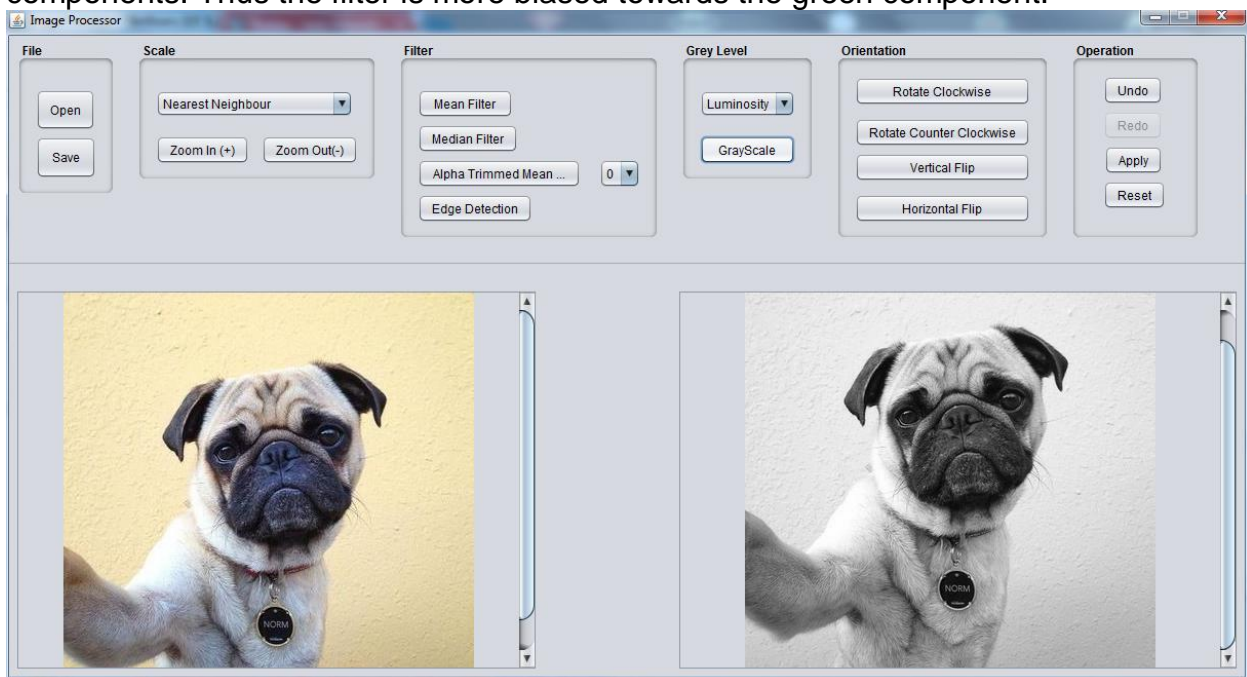 components. Thus the filter is more biased towards the green component.
Image Processor
File
Scale
Filter
Grey Level
Orientation
Operation
Open
Save
Nearest Neighbour
Zoom In (+)
Zoom Out(-)
Mean Filter
Median Filter
Alpha Trimmed Mean ...
0
Edge Detection
Luminosity
GrayScale
Rotate Clockwise
Rotate Counter Clockwise
Vertical Flip
Horizontal Flip
Undo
Redo
Apply
Reset
NORM
NORM